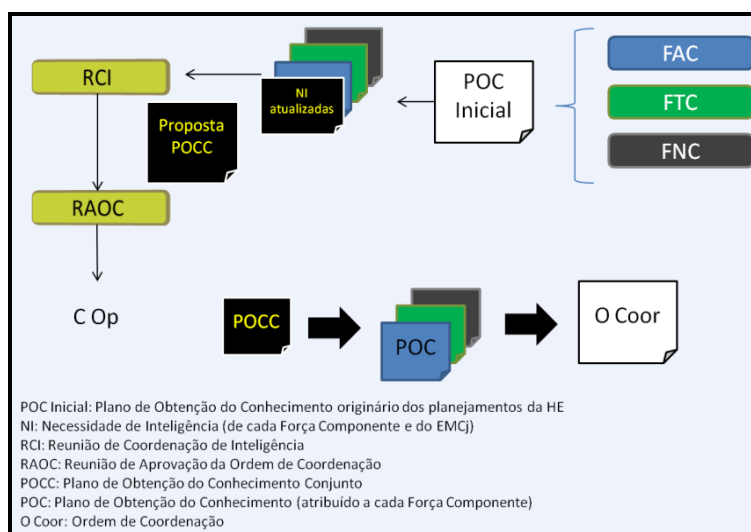 RCI
NI
atualizadas
POC
Inicial
FAC
FTC
FNC
Proposta
POCC
RAOC
C Op
POCC
POC
O Coor
POC Inicial: Plano de Obtenção do Conhecimento originário dos planejamentos da HE
NI: Necessidade de Inteligência (de cada Força Componente e do EMCj)
RCI: Reunião de Coordenação de Inteligência
RAOC: Reunião de Aprovação da Ordem de Coordenação
POCC: Plano de Obtenção do Conhecimento Conjunto
POC: Plano de Obtenção do Conhecimento (atribuído a cada Força Componente)
O Coor: Ordem de Coordenação